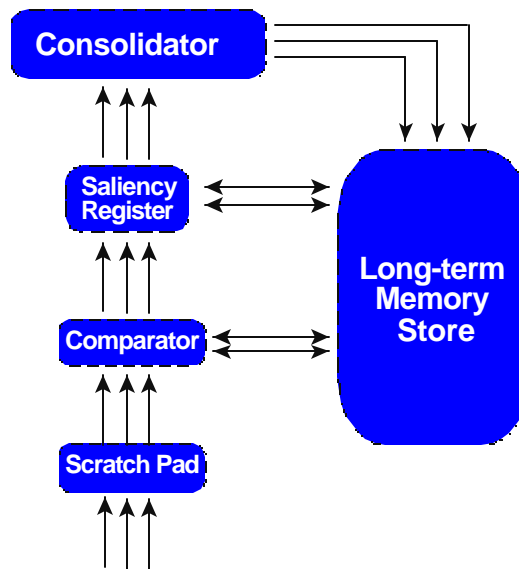 Consolidator
Saliency
Register
Long-term
Memory
Store
Comparator
Scratch Pad